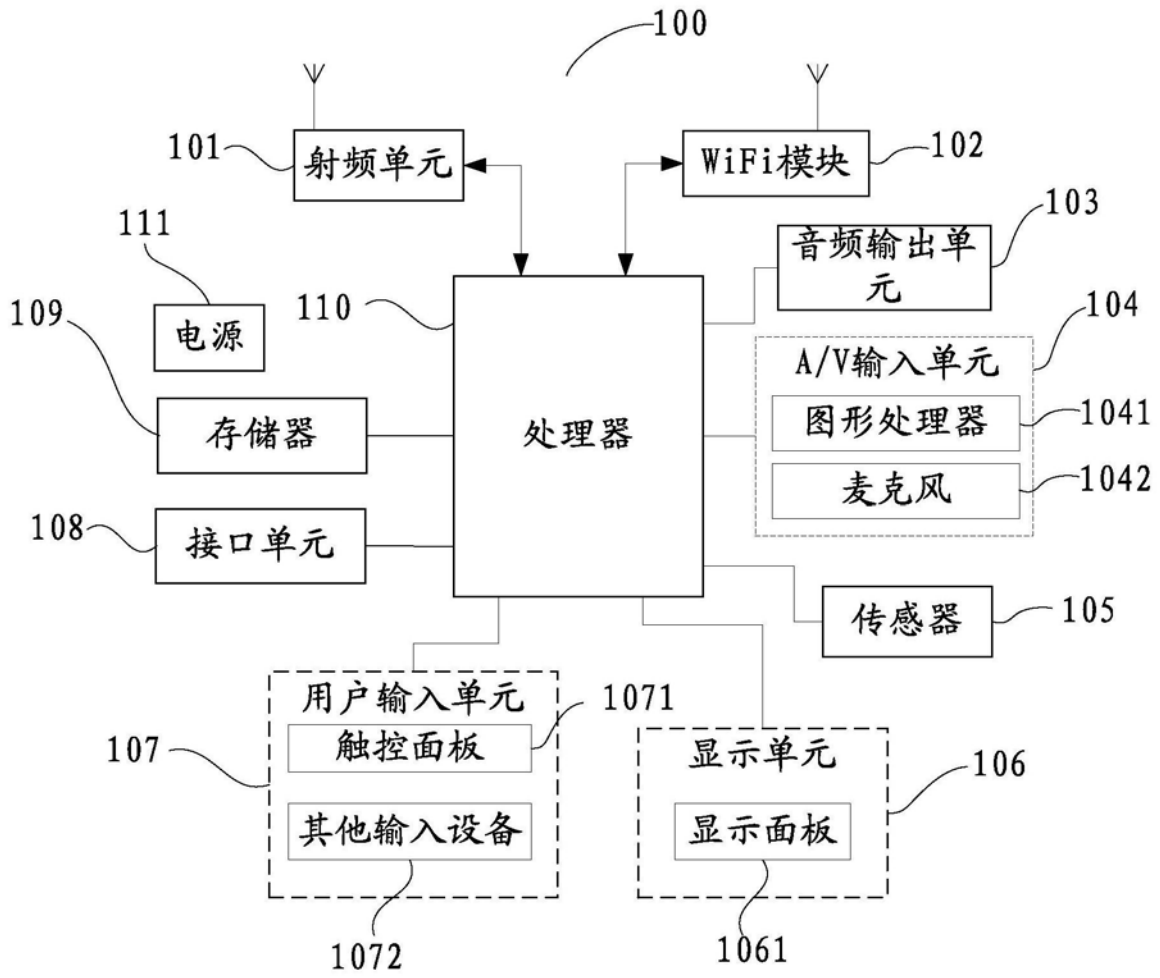 100
101
射频单元
WiFi模块
102
103
音频输出单
元
111
电源
110
109
104
A/V输入单元
存储器
处理器
图形处理器
1041
麦克风
1042
108
接口单元
传感器
105
用户输入单元
1071
107
触控面板
显示单元
106
其他输入设备
显示面板
1072
1061